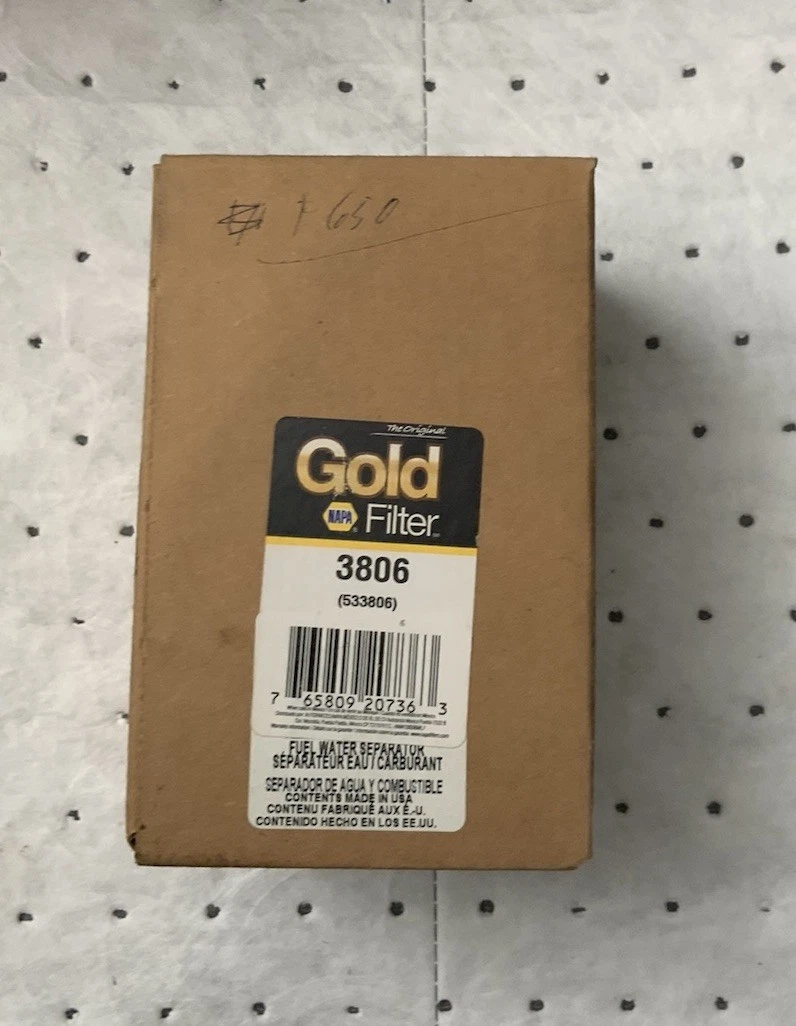 1650
The Original
Gold
NAPA Filter
3806
(533806)
7 65809 20736 3
FUEL WATER SEPARATOR
SÉPARATEUR EAU / CARBURANT
SEPARADOR DE AGUA Y COMBUSTIBLE
CONTENTS MADE IN USA
CONTENU FABRIQUÉ AUX É.-U.
CONTENIDO HECHO EN LOS EE.UU.